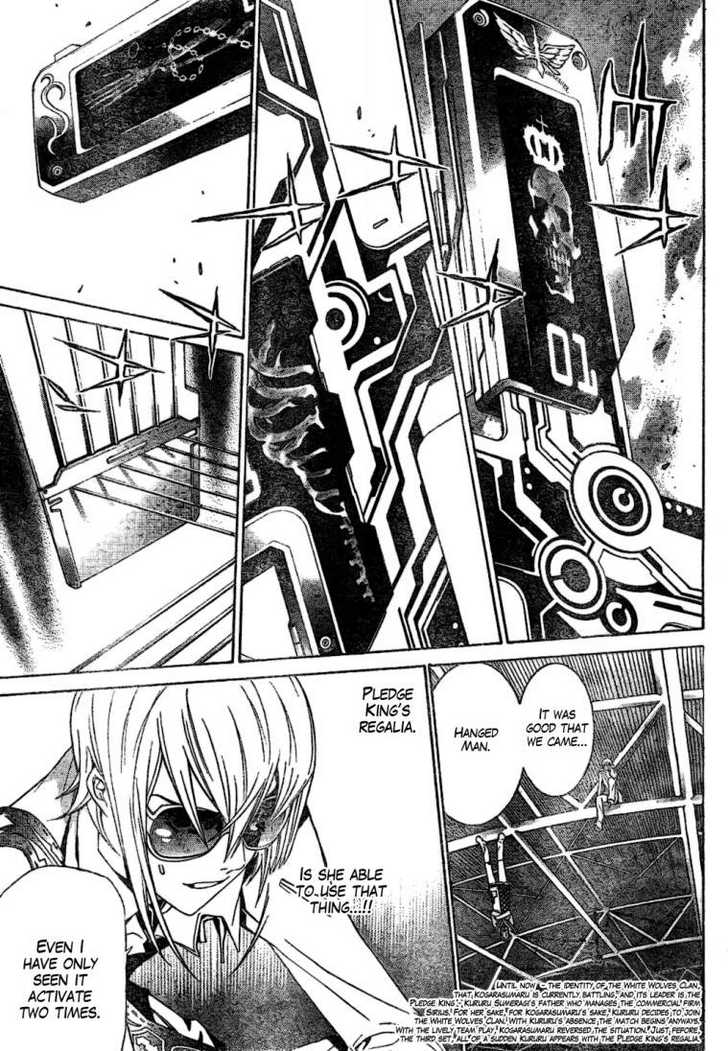 It was
good that
we came...
Hanged
Man.
Pledge
King's
regalia.
Is she able
to use that
thing...!!
Even I
have only
seen it
activate
two times.
Until now - the identity of the White Wolves Clan,
that Kogarasumaru is currently battling, and its leader is the
Pledge King - Kururu Sumeragi's father who manages the commercial firm
Sirius. For her sake, for Kogarasumaru's sake, Kururu decides to join
the White Wolves Clan. With Kururu's absence, the match begins anyways.
With the lively team play, Kogarasumaru reversed the situation. Just fefore,
the third set, all of a sudden Kururu appears with the Pledge King's Regalia.